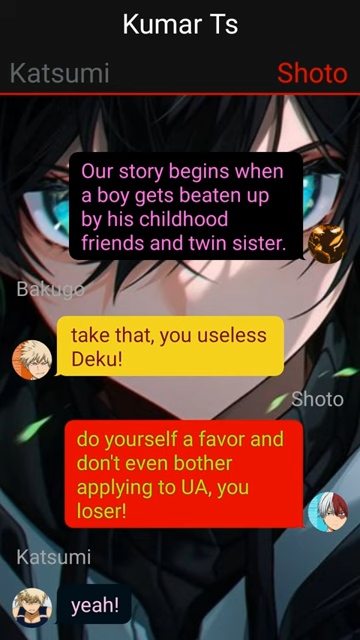 Kumar Ts
Katsumi
Shoto
Our story begins when
a boy gets beaten up
by his childhood
friends and twin sister.
Bakugo
take that, you useless
Deku!
Shoto
do yourself a favor and
don't even bother
applying to UA, you
loser!
Katsumi
yeah!